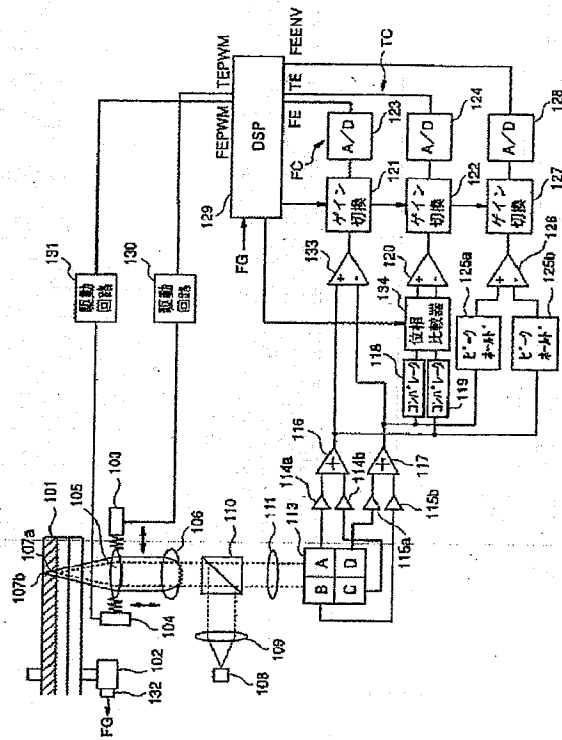 131
駆動
回路
130
駆動
回路
129
FEPWM
TEPWM
DSP
FG
FE
TE
FEENV
FC
TC
A/D
123
A/D
124
A/D
128
ゲイン
切換
121
ゲイン
切換
122
ゲイン
切換
127
133
+
-
120
+
-
126
+
-
134
位相
比較器
118
コンパレータ
コンパレータ
119
125a
ピーク
ホールド
125b
ピーク
ホールド
116
+
117
+
114a
114b
115a
115b
113
B
A
C
D
111
110
109
108
106
105
104
103
101
107a
107b
102
132
FG